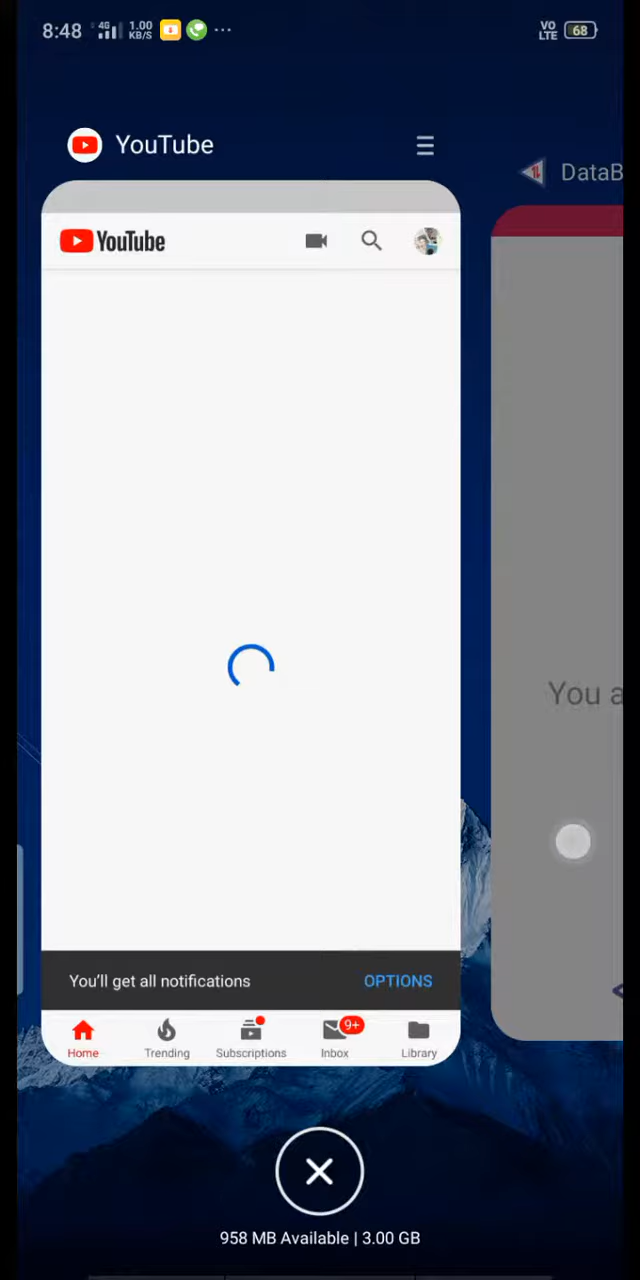 8:48 4G 1.00 KB/S ... VO LTE 68
YouTube
DataB
YouTube
You a
You'll get all notifications OPTIONS
9+
Home Trending Subscriptions Inbox Library
958 MB Available | 3.00 GB